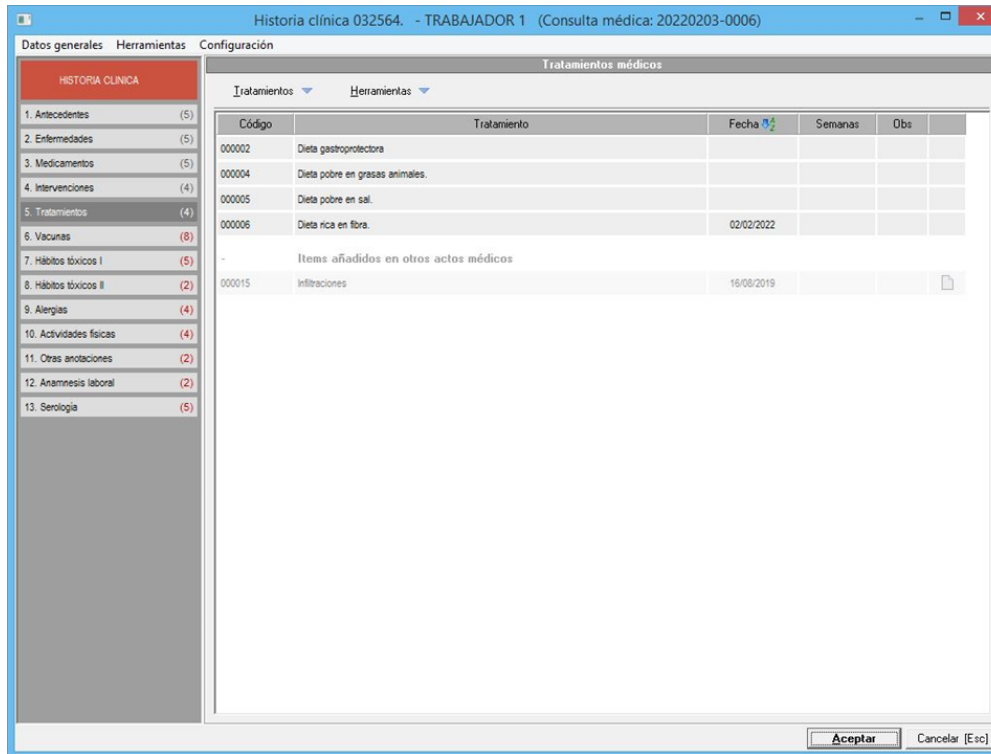 Historia clínica 032564.   - TRABAJADOR 1   (Consulta médica: 20220203-0006)
Datos generales Herramientas Configuración
HISTORIA CLINICA
1. Antecedentes (5)
2. Enfermedades (5)
3. Medicamentos (5)
4. Intervenciones (4)
5. Tratamientos (4)
6. Vacunas (8)
7. Hábitos tóxicos I (5)
8. Hábitos tóxicos II (2)
9. Alergias (4)
10. Actividades físicas (4)
11. Otras anotaciones (2)
12. Anamnesis laboral (2)
13. Serología (5)
Tratamientos médicos
Tratamientos Herramientas
Código Tratamiento Fecha Semanas Obs
000002 Dieta gastroprotectora
000004 Dieta pobre en grasas animales.
000005 Dieta pobre en sal.
000006 Dieta rica en fibra. 02/02/2022
- Items añadidos en otros actos médicos
000015 Infiltraciones 16/08/2019
Aceptar Cancelar [Esc]